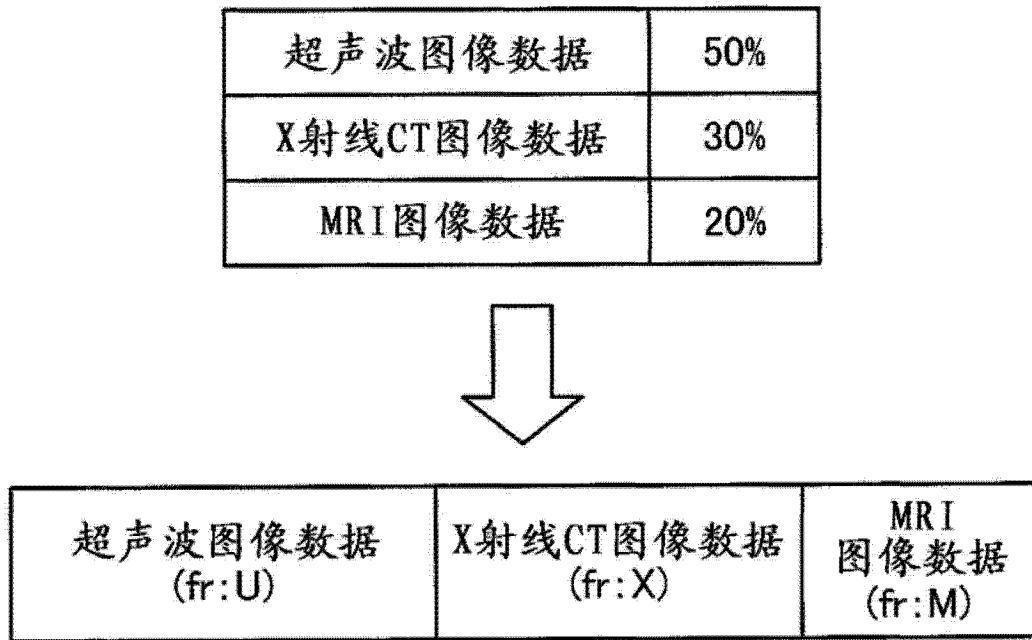 超声波图像数据 50%
X射线CT图像数据 30%
MRI图像数据 20%
超声波图像数据
(fr:U)
X射线CT图像数据
(fr:X)
MRI
图像数据
(fr:M)